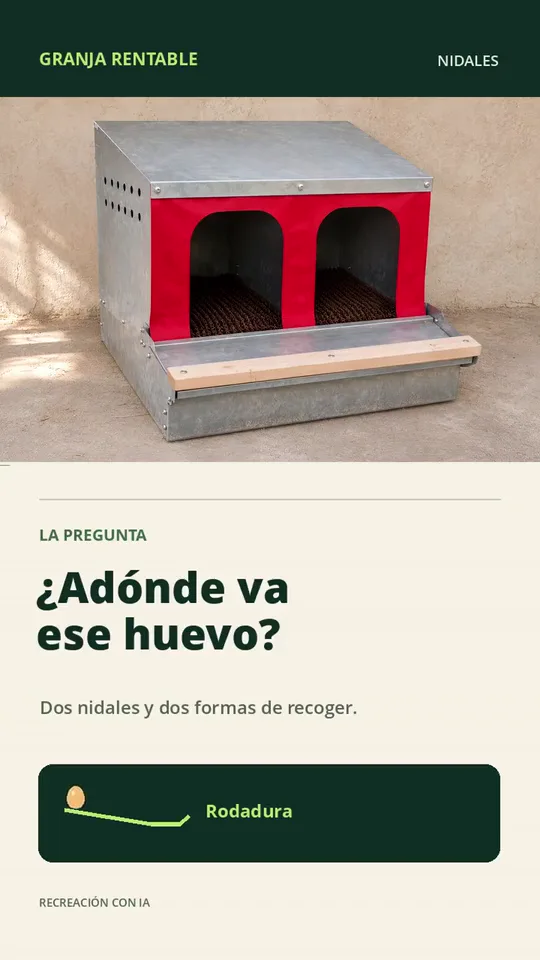 GRANJA RENTABLE
NIDALES
LA PREGUNTA
¿Adónde va
ese huevo?
Dos nidales y dos formas de recoger.
Rodadura
RECREACIÓN CON IA